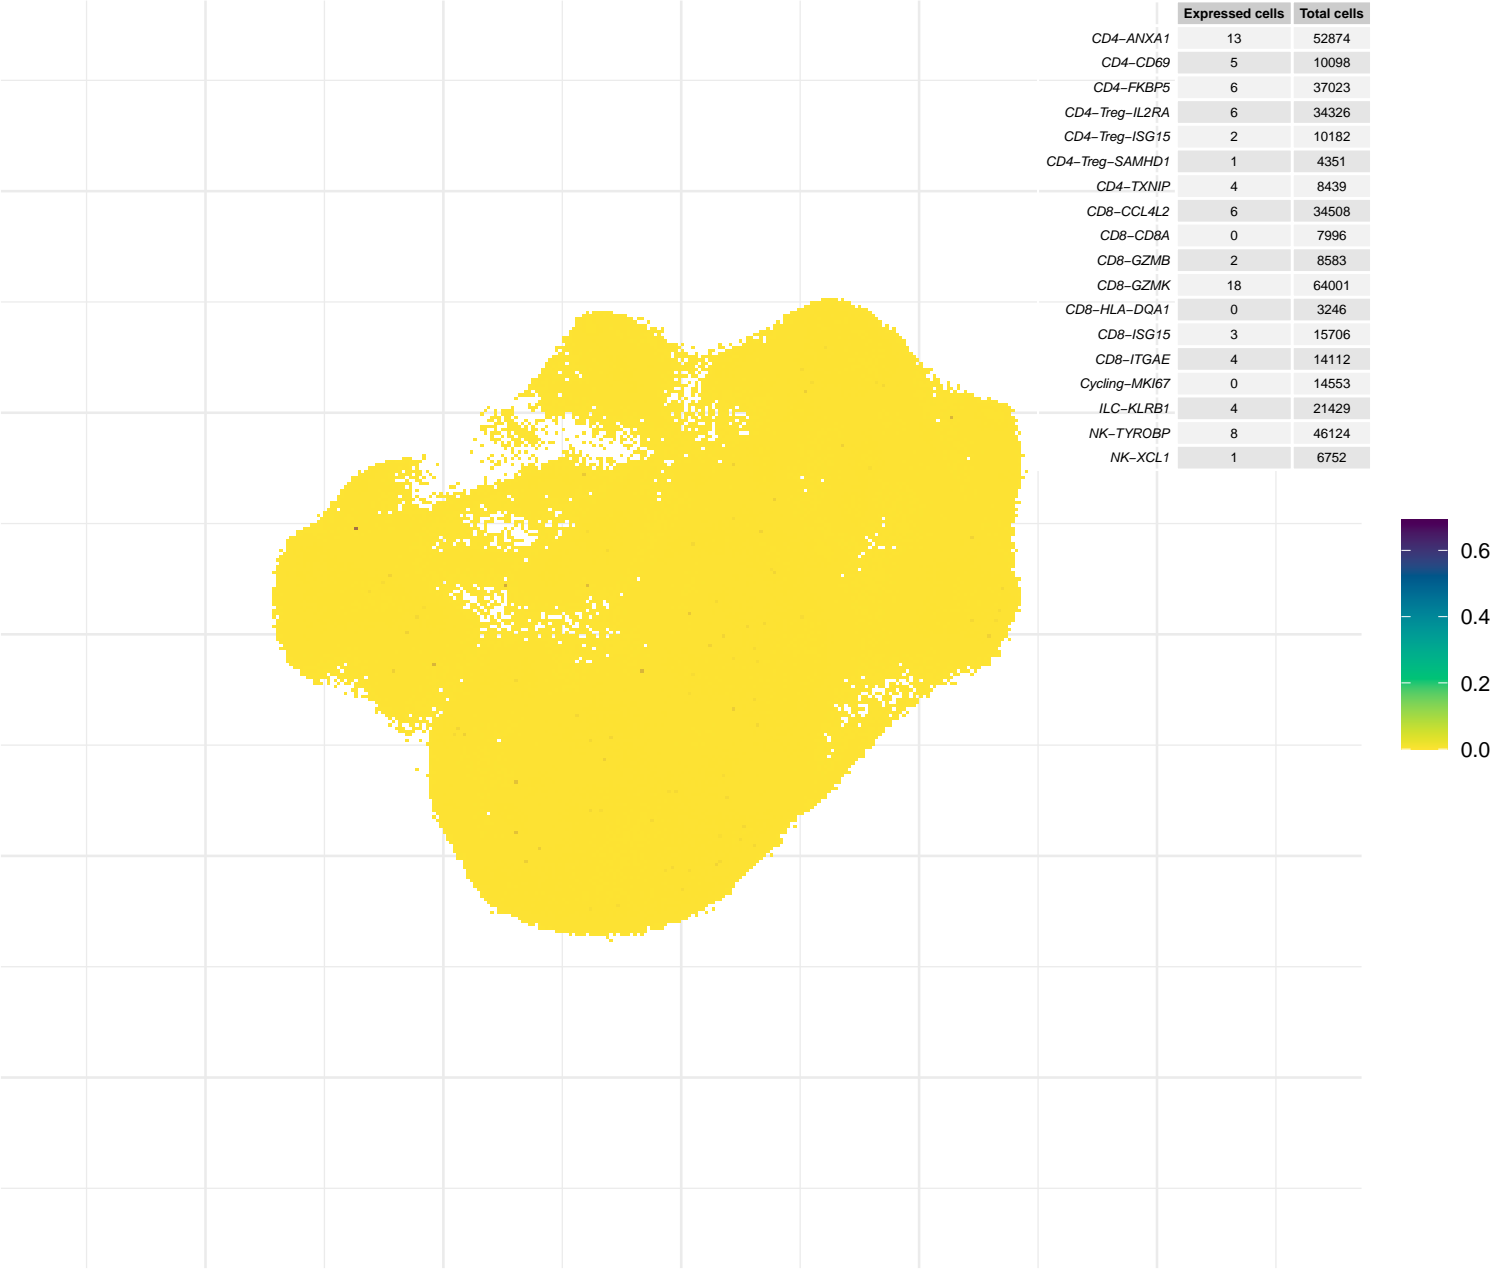 Expressed cells Total cells
CD4−ANXA1 13 52874
CD4−CD69 5 10098
CD4−FKBP5 6 37023
CD4−Treg−IL2RA 6 34326
CD4−Treg−ISG15 2 10182
CD4−Treg−SAMHD1 1 4351
CD4−TXNIP 4 8439
CD8−CCL4L2 6 34508
CD8−CD8A 0 7996
CD8−GZMB 2 8583
CD8−GZMK 18 64001
CD8−HLA−DQA1 0 3246
CD8−ISG15 3 15706
CD8−ITGAE 4 14112
Cycling−MKI67 0 14553
ILC−KLRB1 4 21429
NK−TYROBP 8 46124
NK−XCL1 1 6752
0.6
0.4
0.2
0.0